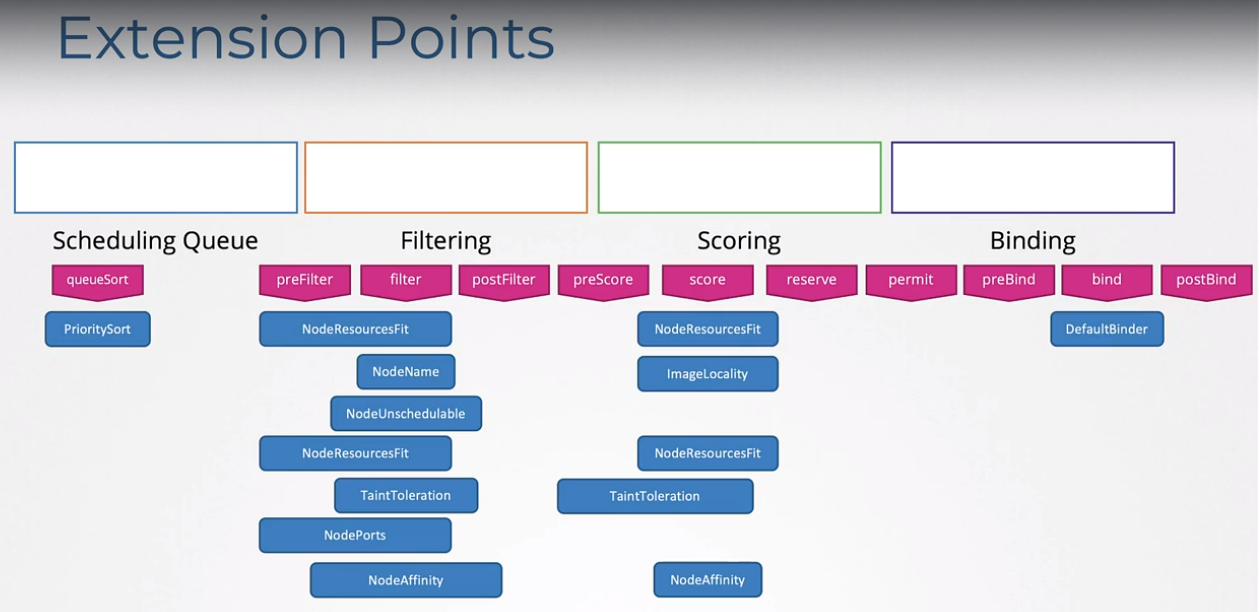 Extension Points
Scheduling Queue Filtering Scoring Binding
queueSort preFilter filter postFilter preScore score reserve permit preBind bind postBind
PrioritySort NodeResourcesFit NodeResourcesFit DefaultBinder
NodeName ImageLocality
NodeUnschedulable
NodeResourcesFit NodeResourcesFit
TaintToleration TaintToleration
NodePorts
NodeAffinity NodeAffinity